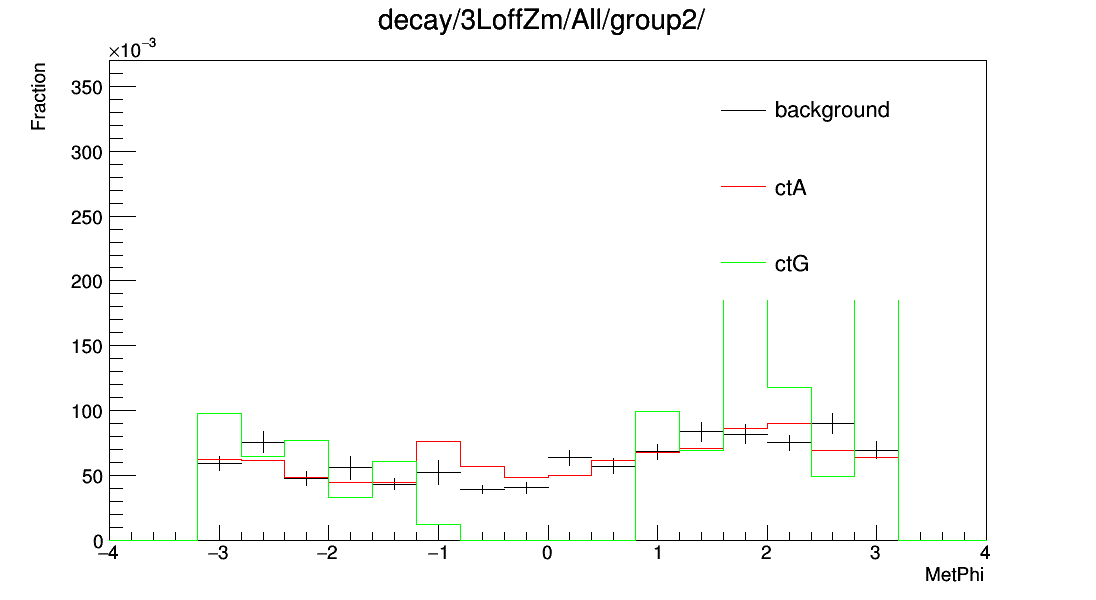 decay/3LoffZm/All/group2/
×10⁻³
Fraction
350
300
250
200
150
100
50
0
background
ctA
ctG
−4 −3 −2 −1 0 1 2 3 4
MetPhi